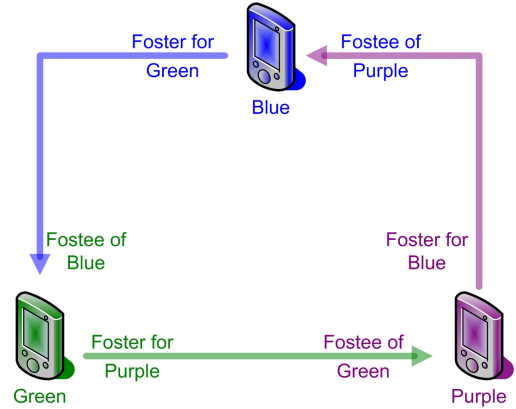 Foster for
Green
Fostee of
Purple
Blue
Fostee of
Blue
Foster for
Blue
Foster for
Purple
Fostee of
Green
Green
Purple